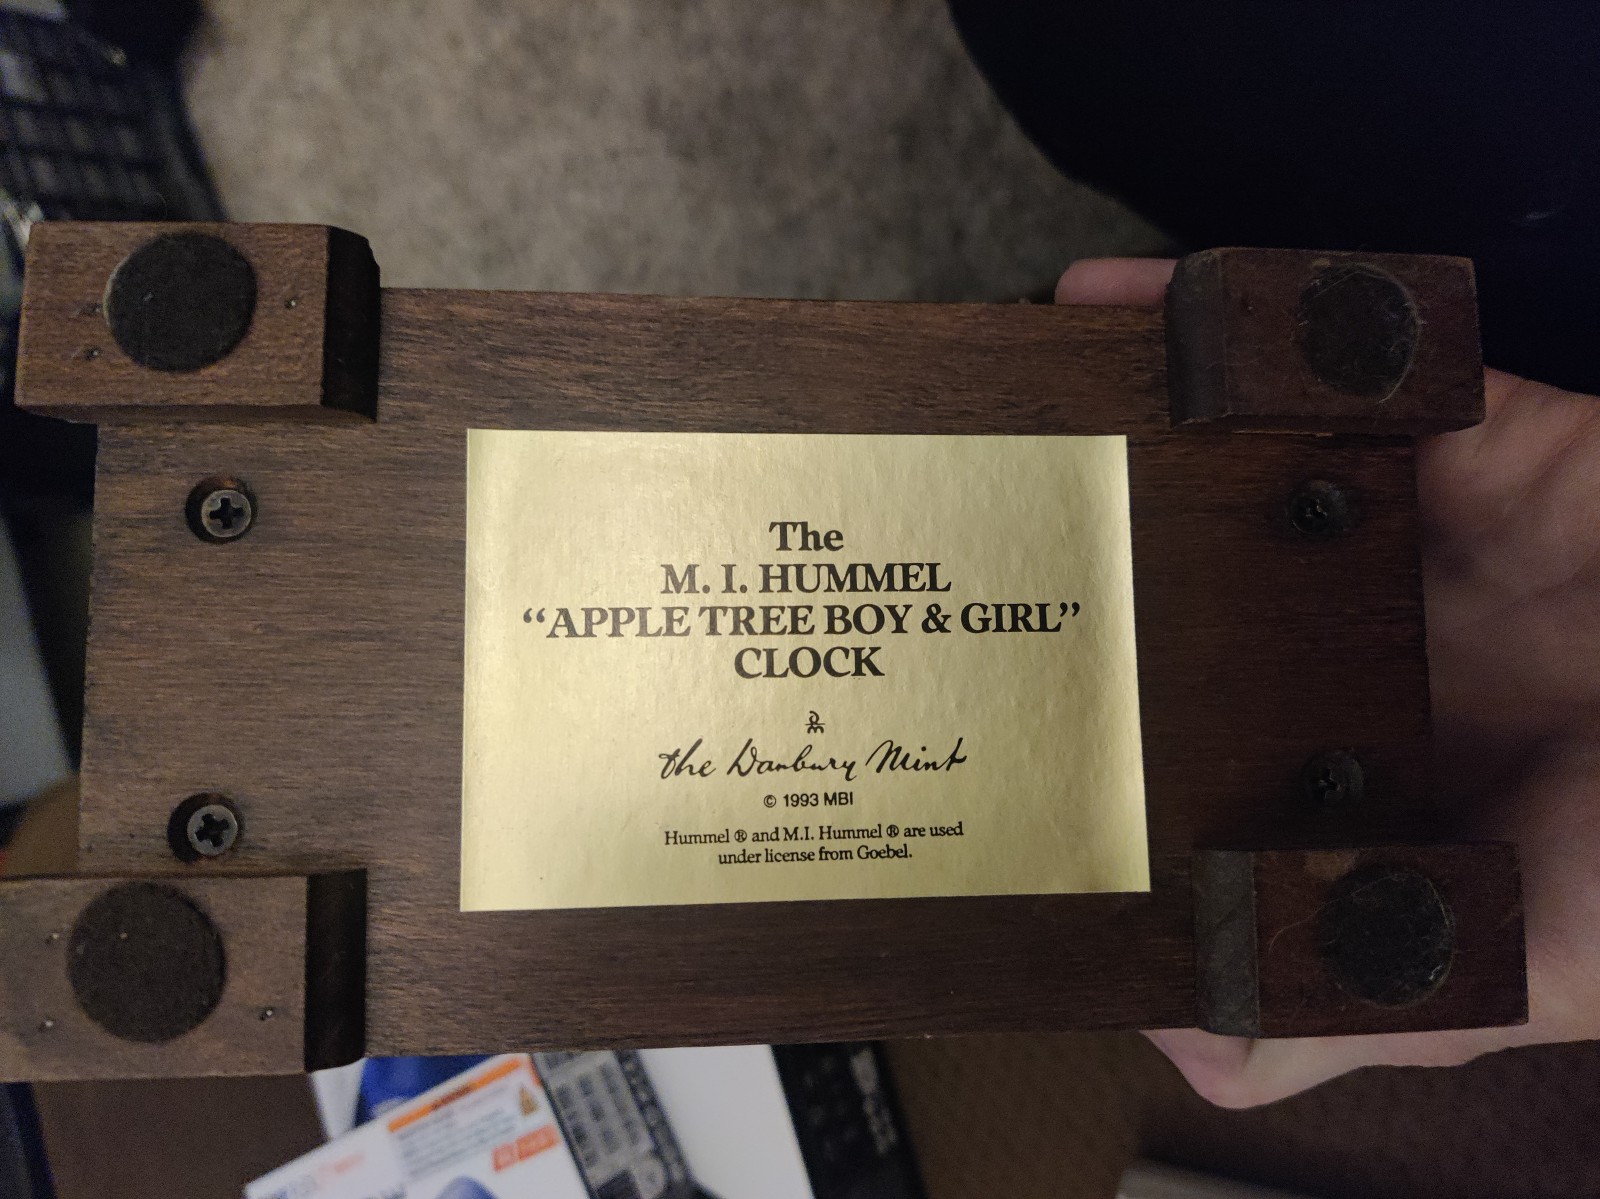 The
M. I. HUMMEL
“APPLE TREE BOY & GIRL”
CLOCK
the Danbury Mint
© 1993 MBI
Hummel ® and M.I. Hummel ® are used
under license from Goebel.